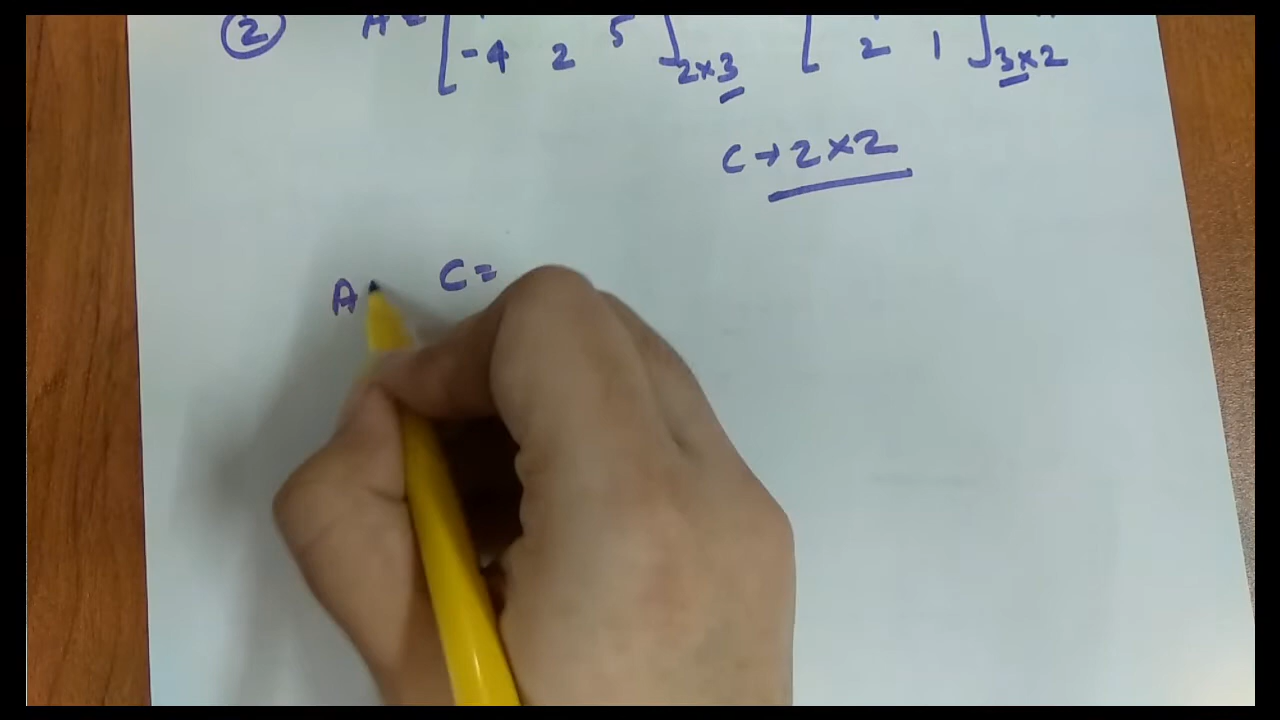 ② A = [ -4 2 5 ]2×3 [ 2 1 ]3×2
C → 2×2
A C =